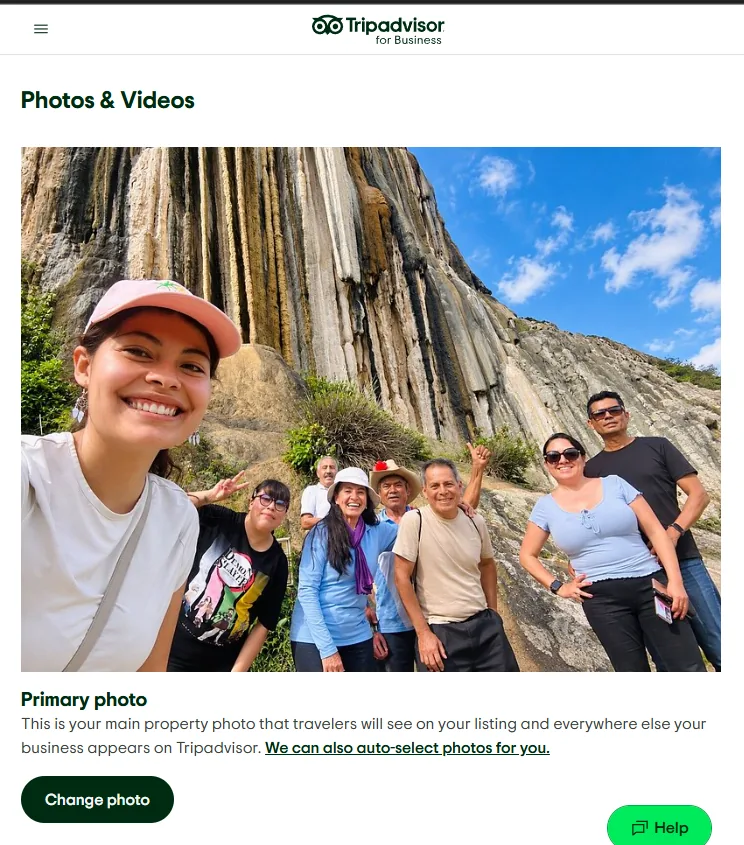 Tripadvisor
for Business
Photos & Videos
DEMON
SLAYER
Primary photo
This is your main property photo that travelers will see on your listing and everywhere else your
business appears on Tripadvisor. We can also auto-select photos for you.
Change photo
Help